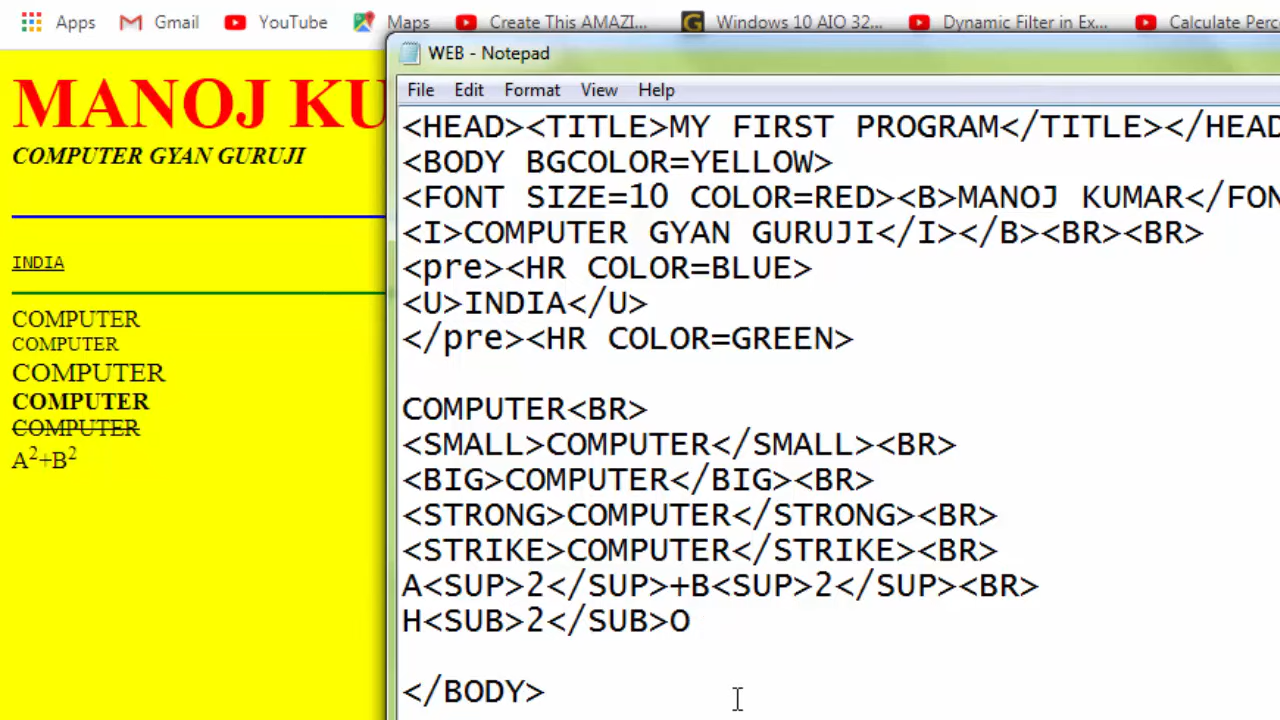 Apps Gmail YouTube Maps Create This AMAZI... Windows 10 AIO 32... Dynamic Filter in Ex... Calculate Perc
WEB - Notepad
File Edit Format View Help
MANOJ KU
COMPUTER GYAN GURUJI
INDIA
COMPUTER
COMPUTER
COMPUTER
COMPUTER
COMPUTER
A²+B²
<HEAD><TITLE>MY FIRST PROGRAM</TITLE></HEAD
<BODY BGCOLOR=YELLOW>
<FONT SIZE=10 COLOR=RED><B>MANOJ KUMAR</FON
<I>COMPUTER GYAN GURUJI</I></B><BR><BR>
<pre><HR COLOR=BLUE>
<U>INDIA</U>
</pre><HR COLOR=GREEN>
COMPUTER<BR>
<SMALL>COMPUTER</SMALL><BR>
<BIG>COMPUTER</BIG><BR>
<STRONG>COMPUTER</STRONG><BR>
<STRIKE>COMPUTER</STRIKE><BR>
A<SUP>2</SUP>+B<SUP>2</SUP><BR>
H<SUB>2</SUB>O
</BODY>